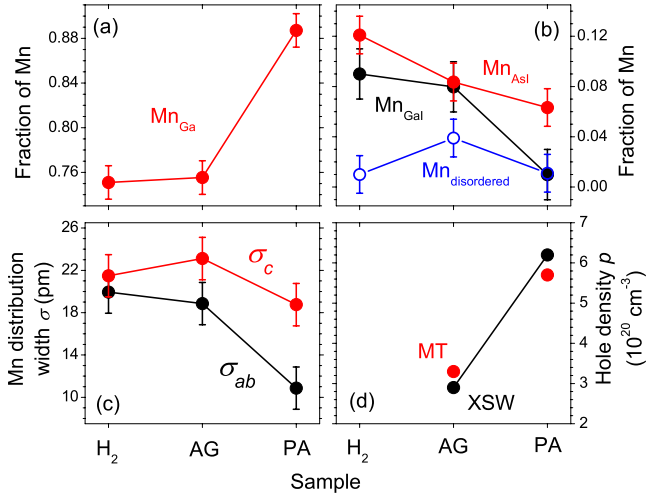 (a)
0.88
0.84
0.80
0.76
Fraction of Mn
Mn_Ga
(b)
0.12
0.08
0.04
0.00
Fraction of Mn
Mn_AsI
Mn_GaI
Mn_disordered
26
22
18
14
10
Mn distribution
width σ (pm)
σ_c
σ_ab
(c)
7
6
5
4
3
2
Hole density p
(10^20 cm^-3)
MT
XSW
(d)
H_2
AG
PA
H_2
AG
PA
Sample